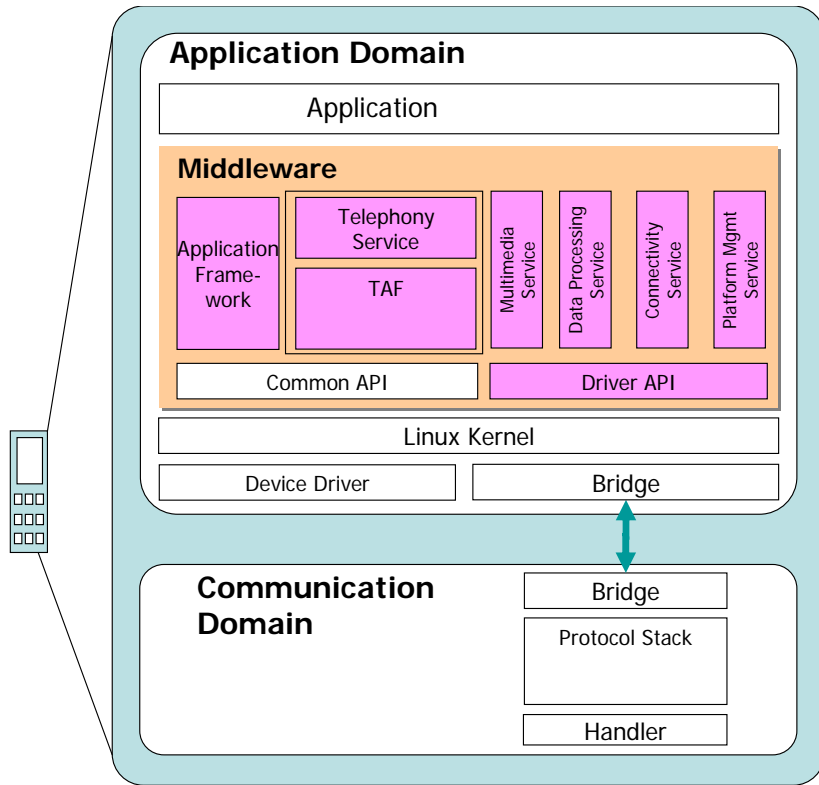 Application Domain
Application
Middleware
Application
Frame-
work
Telephony
Service
TAF
Multimedia
Service
Data Processing
Service
Connectivity
Service
Platform Mgmt
Service
Common API
Driver API
Linux Kernel
Device Driver
Bridge
Communication
Domain
Bridge
Protocol Stack
Handler